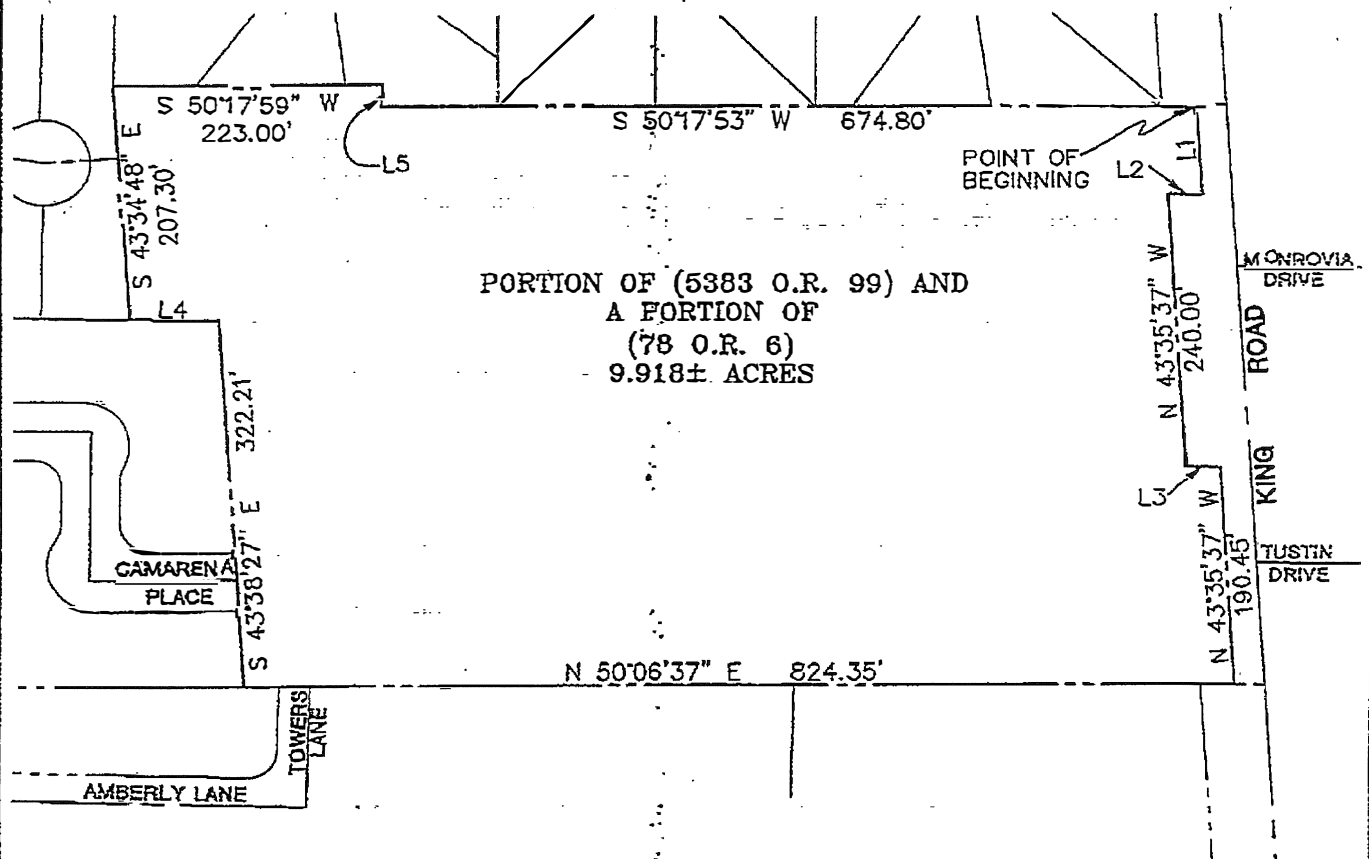 S 50°17'59" W
223.00'
S 50°17'53" W 674.80'
L5
POINT OF
BEGINNING
L1
L2
S 43°34'48" E
207.30'
L4
PORTION OF (5383 O.R. 99) AND
A PORTION OF
(78 O.R. 6)
9.918± ACRES
N 43°35'37" W
240.00'
MONROVIA
DRIVE
KING ROAD
S 43°38'27" E 322.21'
L3
N 43°35'37" W
190.45'
TUSTIN
DRIVE
CAMARENA
PLACE
N 50°06'37" E 824.35'
TOWERS
LANE
AMBERLY LANE